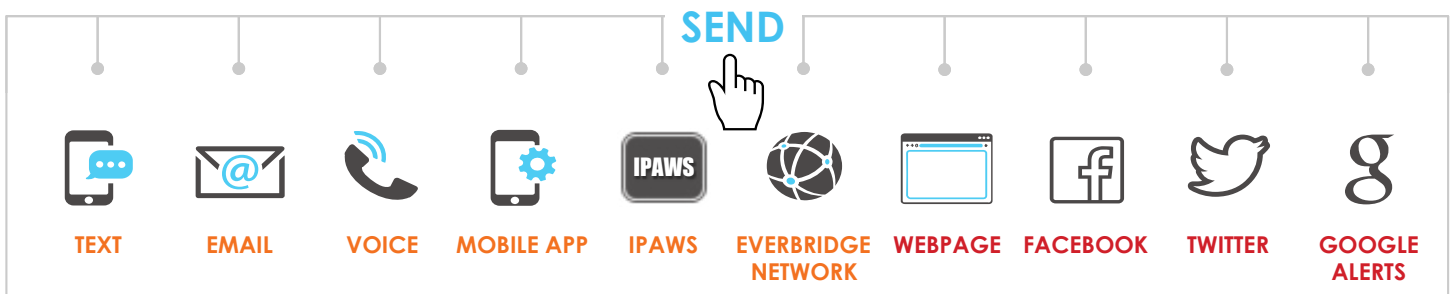 SEND
@
IPAWS
f
g
TEXT
EMAIL
VOICE
MOBILE APP
IPAWS
EVERBRIDGE
NETWORK
WEBPAGE
FACEBOOK
TWITTER
GOOGLE
ALERTS